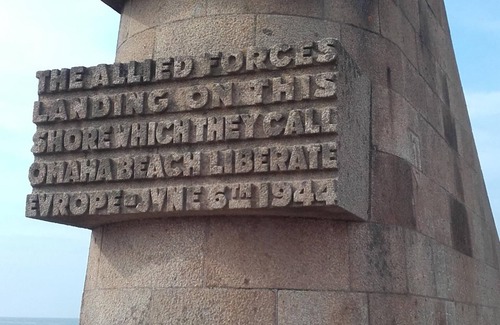 THE ALLIED FORCES
LANDING ON THIS
SHORE WHICH THEY CALL
OMAHA BEACH LIBERATE
EVROPE-JVNE 6TH 1944